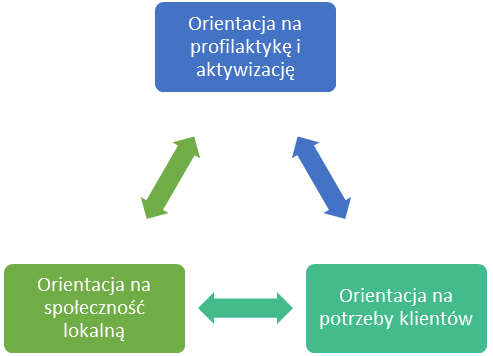 Orientacja na
profilaktykę i
aktywizację
Orientacja na
społeczność
lokalną
Orientacja na
potrzeby klientów